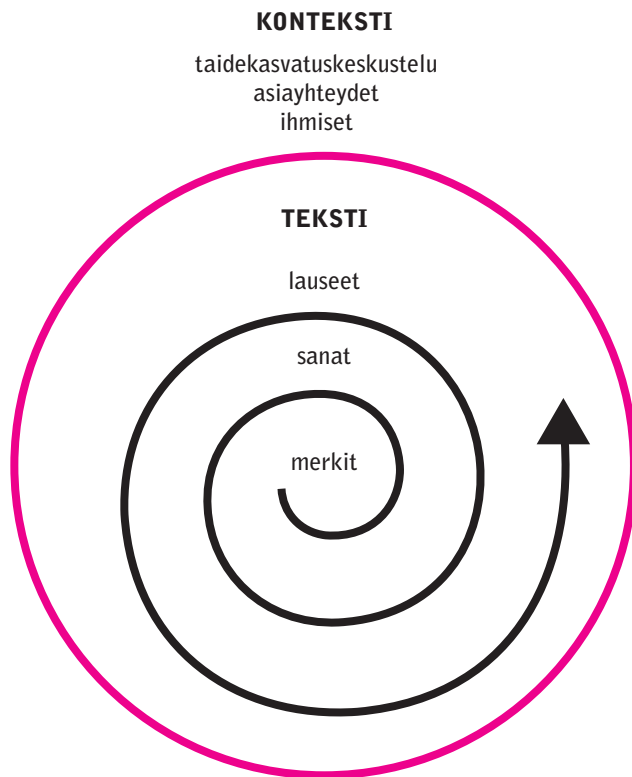 KONTEKSTI
taidekasvatuskeskustelu
asiayhteydet
ihmiset
TEKSTI
lauseet
sanat
merkit